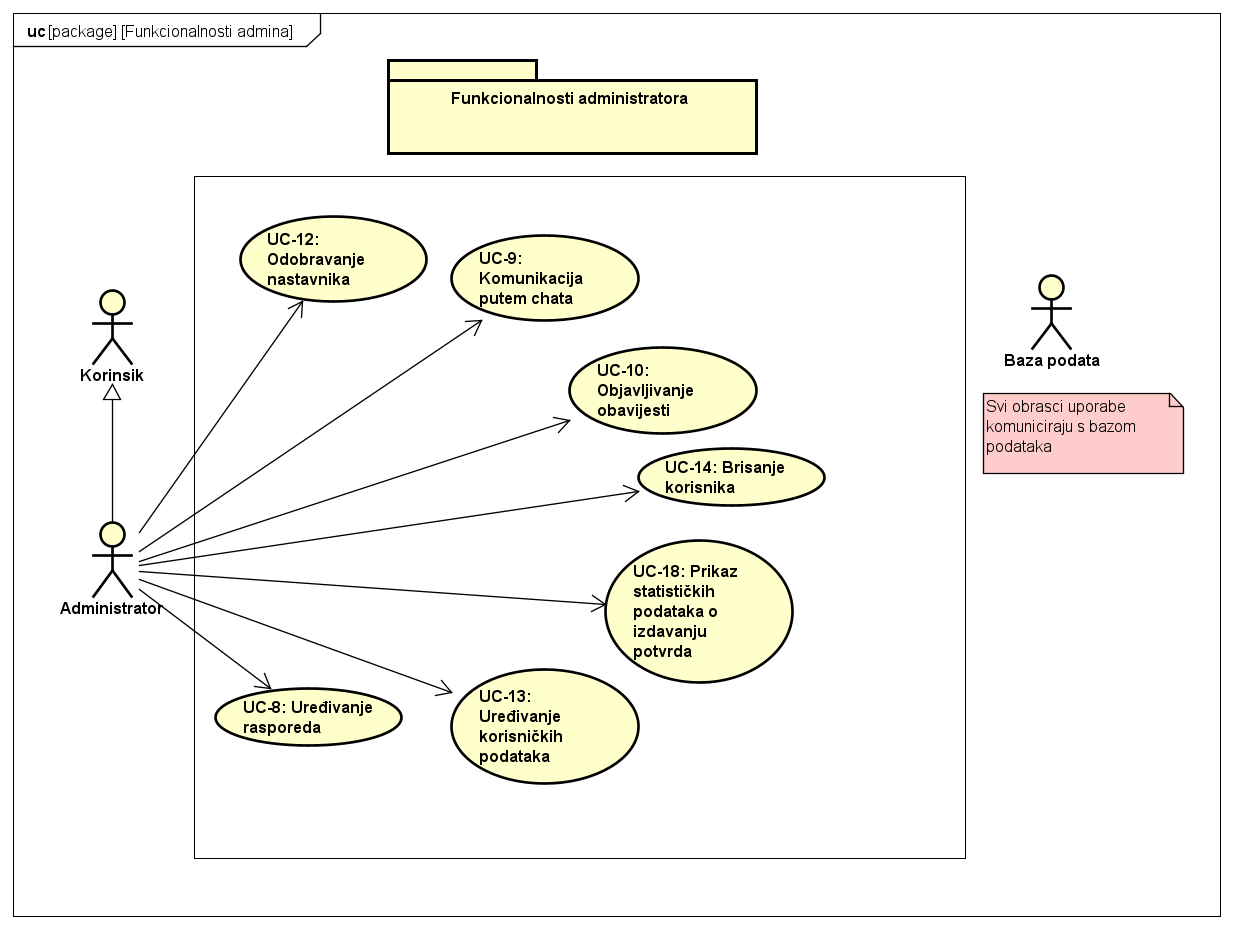 uc [package] [Funkcionalnosti admina]
Funkcionalnosti administratora
UC-12:
Odobravanje
nastavnika
UC-9:
Komunikacija
putem chata
Korinsik
Baza podata
UC-10:
Objavljivanje
obavijesti
Svi obrasci uporabe
komuniciraju s bazom
podataka
UC-14: Brisanje
korisnika
Administrator
UC-18: Prikaz
statističkih
podataka o
izdavanju
potvrda
UC-8: Uređivanje
rasporeda
UC-13:
Uređivanje
korisničkih
podataka